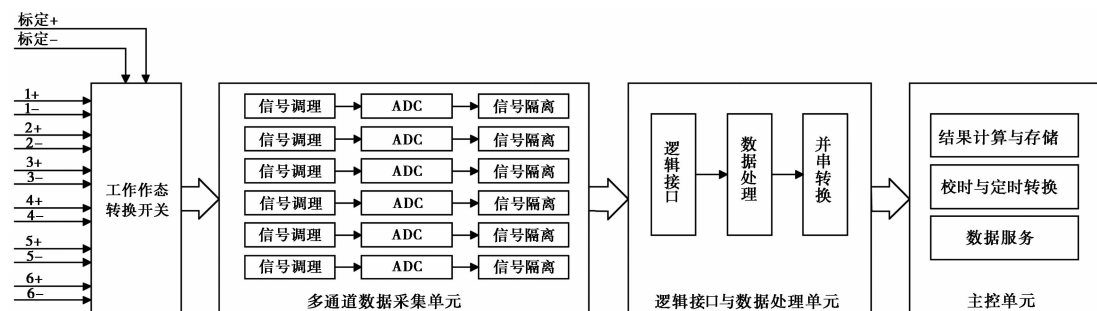 标定+
标定-
1+
1-
2+
2-
3+
3-
4+
4-
5+
5-
6+
6-
工作作态
转换开关
信号调理 ADC 信号隔离
信号调理 ADC 信号隔离
信号调理 ADC 信号隔离
信号调理 ADC 信号隔离
信号调理 ADC 信号隔离
信号调理 ADC 信号隔离
多通道数据采集单元
逻辑接口
数据处理
并串转换
逻辑接口与数据处理单元
结果计算与存储
校时与定时转换
数据服务
主控单元